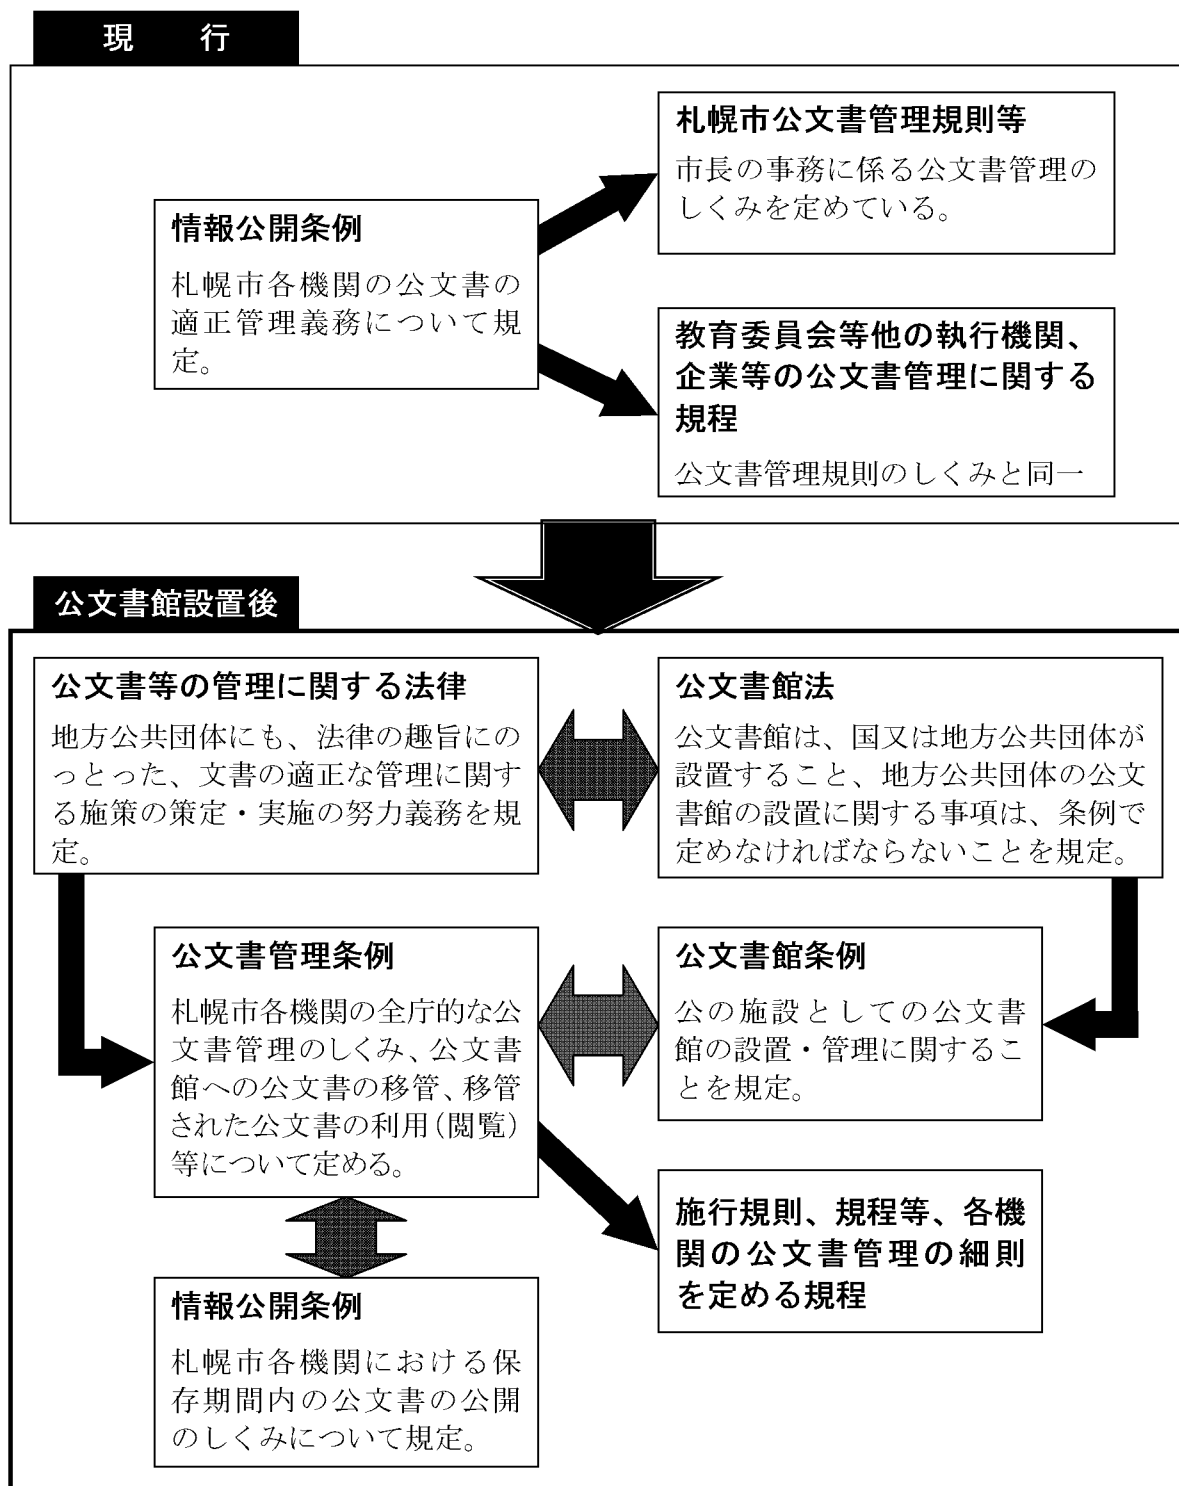 現　行
札幌市公文書管理規則等
市長の事務に係る公文書管理の
しくみを定めている。
情報公開条例
札幌市各機関の公文書の
適正管理義務について規
定。
教育委員会等他の執行機関、
企業等の公文書管理に関する
規程
公文書管理規則のしくみと同一
公文書館設置後
公文書等の管理に関する法律
地方公共団体にも、法律の趣旨にの
っとった、文書の適正な管理に関す
る施策の策定・実施の努力義務を規
定。
公文書館法
公文書館は、国又は地方公共団体が
設置すること、地方公共団体の公文
書館の設置に関する事項は、条例で
定めなければならないことを規定。
公文書管理条例
札幌市各機関の全庁的な公
文書管理のしくみ、公文書
館への公文書の移管、移管
された公文書の利用（閲覧）
等について定める。
公文書館条例
公の施設としての公文書
館の設置・管理に関するこ
とを規定。
施行規則、規程等、各機
関の公文書管理の細則
を定める規程
情報公開条例
札幌市各機関における保
存期間内の公文書の公開
のしくみについて規定。